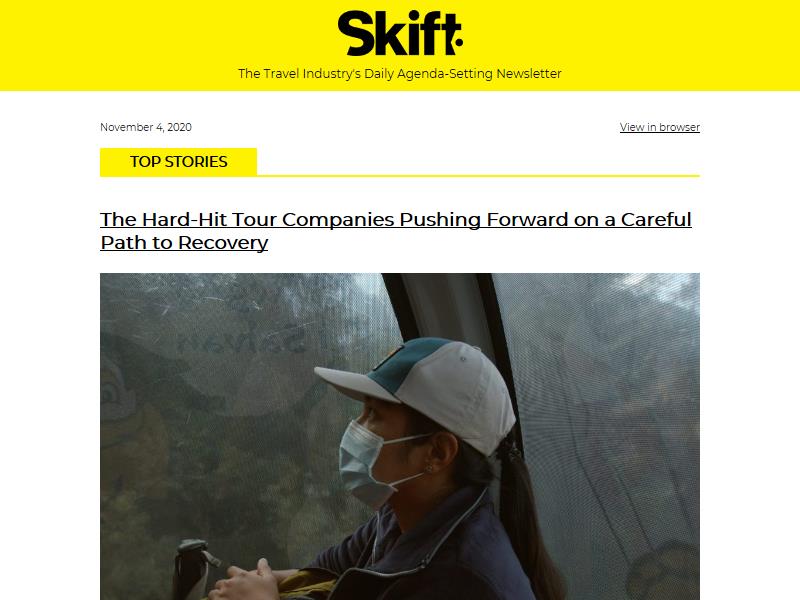 Skift
The Travel Industry's Daily Agenda-Setting Newsletter
November 4, 2020
View in browser
TOP STORIES
The Hard-Hit Tour Companies Pushing Forward on a Careful
Path to Recovery